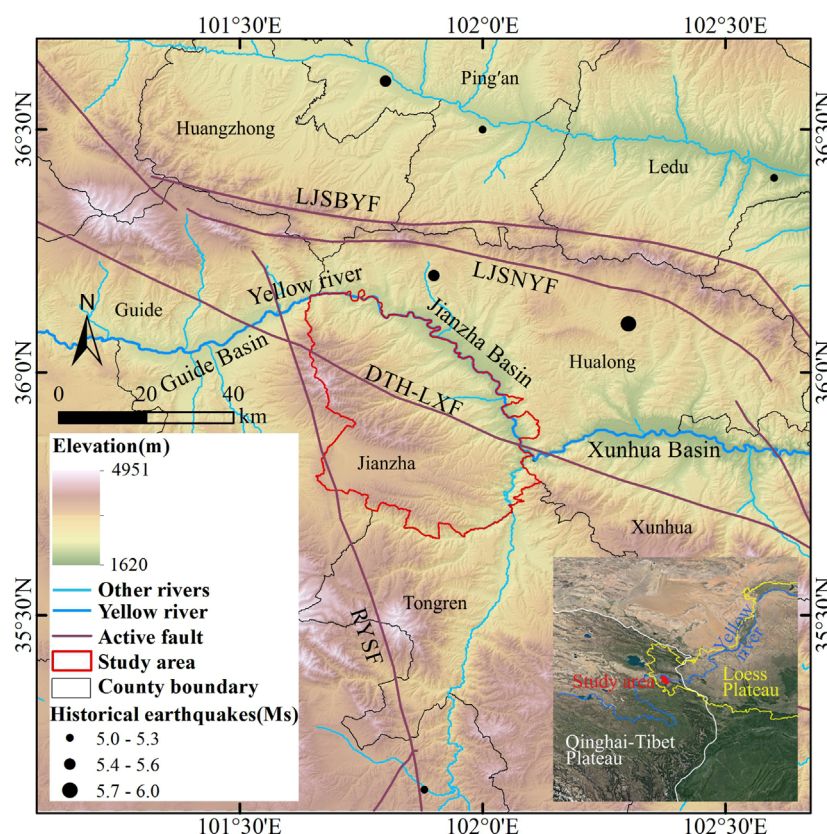 101°30'E
102°0'E
102°30'E
36°30'N
36°0'N
35°30'N
36°30'N
36°0'N
35°30'N
Ping'an
Huangzhong
Ledu
LJSBYF
LJSNYF
Yellow river
Guide
Jianzha Basin
Guide Basin
Hualong
DTH-LXF
Xunhua Basin
Jianzha
Xunhua
Tongren
RYSF
N
0 20 40
km
Elevation(m)
4951
1620
Other rivers
Yellow river
Active fault
Study area
County boundary
Historical earthquakes(Ms)
5.0 - 5.3
5.4 - 5.6
5.7 - 6.0
Yellow
river
Study area
Loess
Plateau
Qinghai-Tibet
Plateau
101°30'E
102°0'E
102°30'E